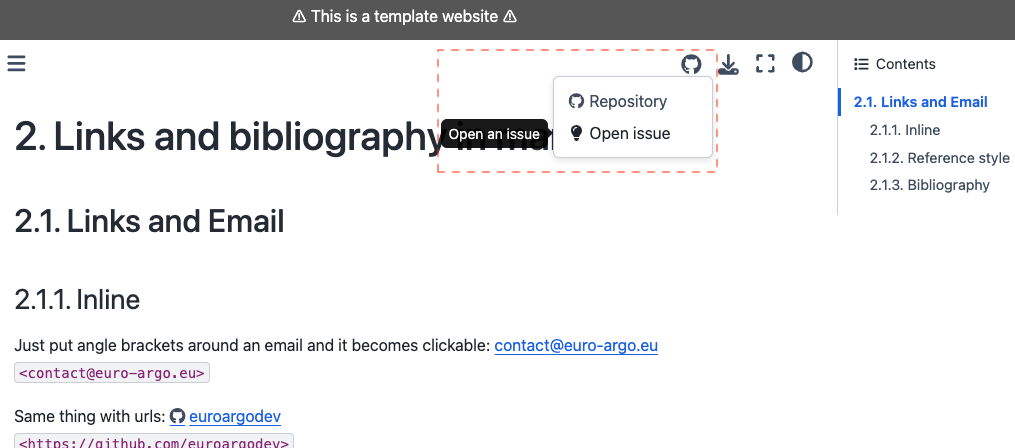 ⚠ This is a template website ⚠
Contents
Repository
Open an issue
Open issue
2. Links and bibliography in mar
2.1. Links and Email
2.1.1. Inline
Just put angle brackets around an email and it becomes clickable: contact@euro-argo.eu
<contact@euro-argo.eu>
Same thing with urls: euroargodev
<https://github.com/euroargodev>
2.1. Links and Email
2.1.1. Inline
2.1.2. Reference style
2.1.3. Bibliography